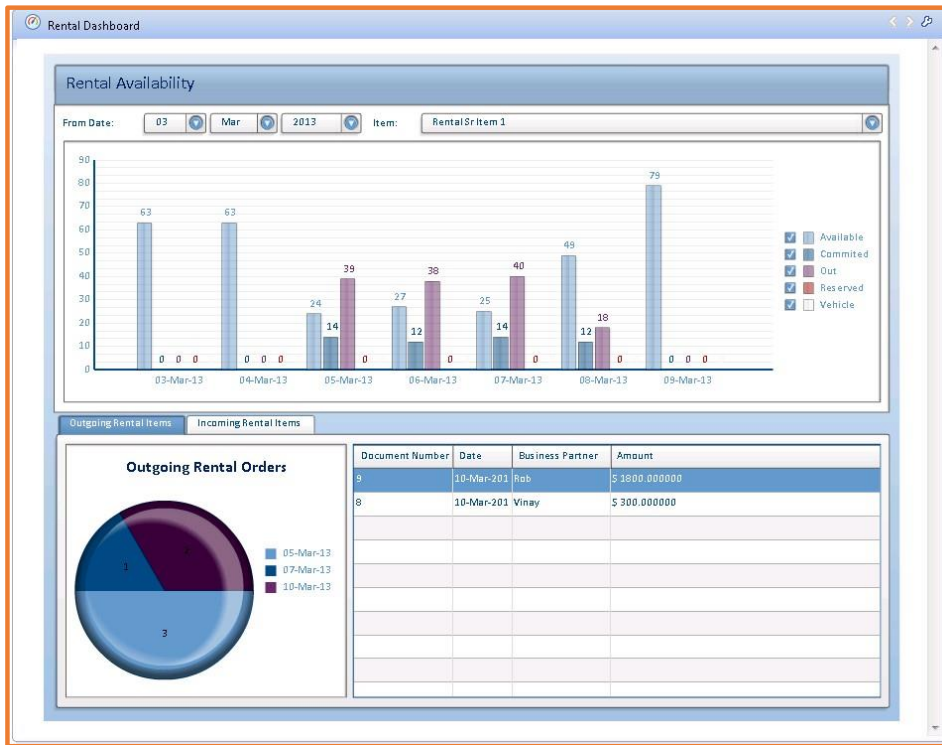 Rental Dashboard
Rental Availability
From Date: 03 Mar 2013 Item: Rental Sr Item 1
90
80
70
60
50
40
30
20
10
0
63 0 0 0
63 0 0 0
24 14 39 0
27 12 38 0
25 14 40 0
49 12 18 0
79 0 0 0
03-Mar-13 04-Mar-13 05-Mar-13 06-Mar-13 07-Mar-13 08-Mar-13 09-Mar-13
Available
Commited
Out
Reserved
Vehicle
Outgoing Rental Items Incoming Rental Items
Outgoing Rental Orders
1
2
3
05-Mar-13
07-Mar-13
10-Mar-13
Document Number Date Business Partner Amount
9 10-Mar-201 Rob $ 1800.000000
8 10-Mar-201 Vinay $ 300.000000